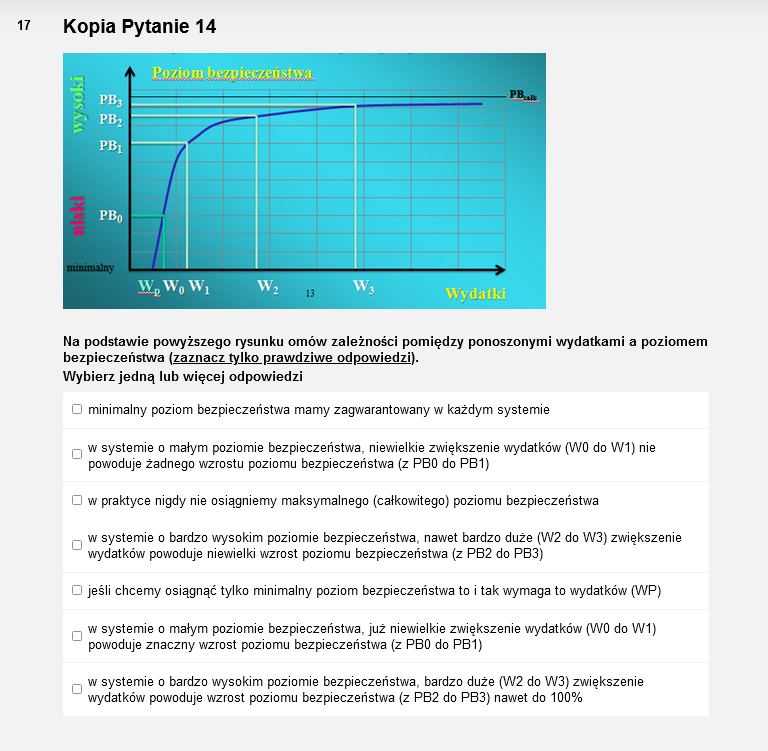 17
Kopia Pytanie 14
Poziom bezpieczeństwa
wysoki
niski
PB3
PB2
PB1
PB0
PBcałk
minimalny
Wp W0 W1 W2 13 W3 Wydatki
Na podstawie powyższego rysunku omów zależności pomiędzy ponoszonymi wydatkami a poziomem
bezpieczeństwa (zaznacz tylko prawdziwe odpowiedzi).
Wybierz jedną lub więcej odpowiedzi
minimalny poziom bezpieczeństwa mamy zagwarantowany w każdym systemie
w systemie o małym poziomie bezpieczeństwa, niewielkie zwiększenie wydatków (W0 do W1) nie
powoduje żadnego wzrostu poziomu bezpieczeństwa (z PB0 do PB1)
w praktyce nigdy nie osiągniemy maksymalnego (całkowitego) poziomu bezpieczeństwa
w systemie o bardzo wysokim poziomie bezpieczeństwa, nawet bardzo duże (W2 do W3) zwiększenie
wydatków powoduje niewielki wzrost poziomu bezpieczeństwa (z PB2 do PB3)
jeśli chcemy osiągnąć tylko minimalny poziom bezpieczeństwa to i tak wymaga to wydatków (WP)
w systemie o małym poziomie bezpieczeństwa, już niewielkie zwiększenie wydatków (W0 do W1)
powoduje znaczny wzrost poziomu bezpieczeństwa (z PB0 do PB1)
w systemie o bardzo wysokim poziomie bezpieczeństwa, bardzo duże (W2 do W3) zwiększenie
wydatków powoduje wzrost poziomu bezpieczeństwa (z PB2 do PB3) nawet do 100%